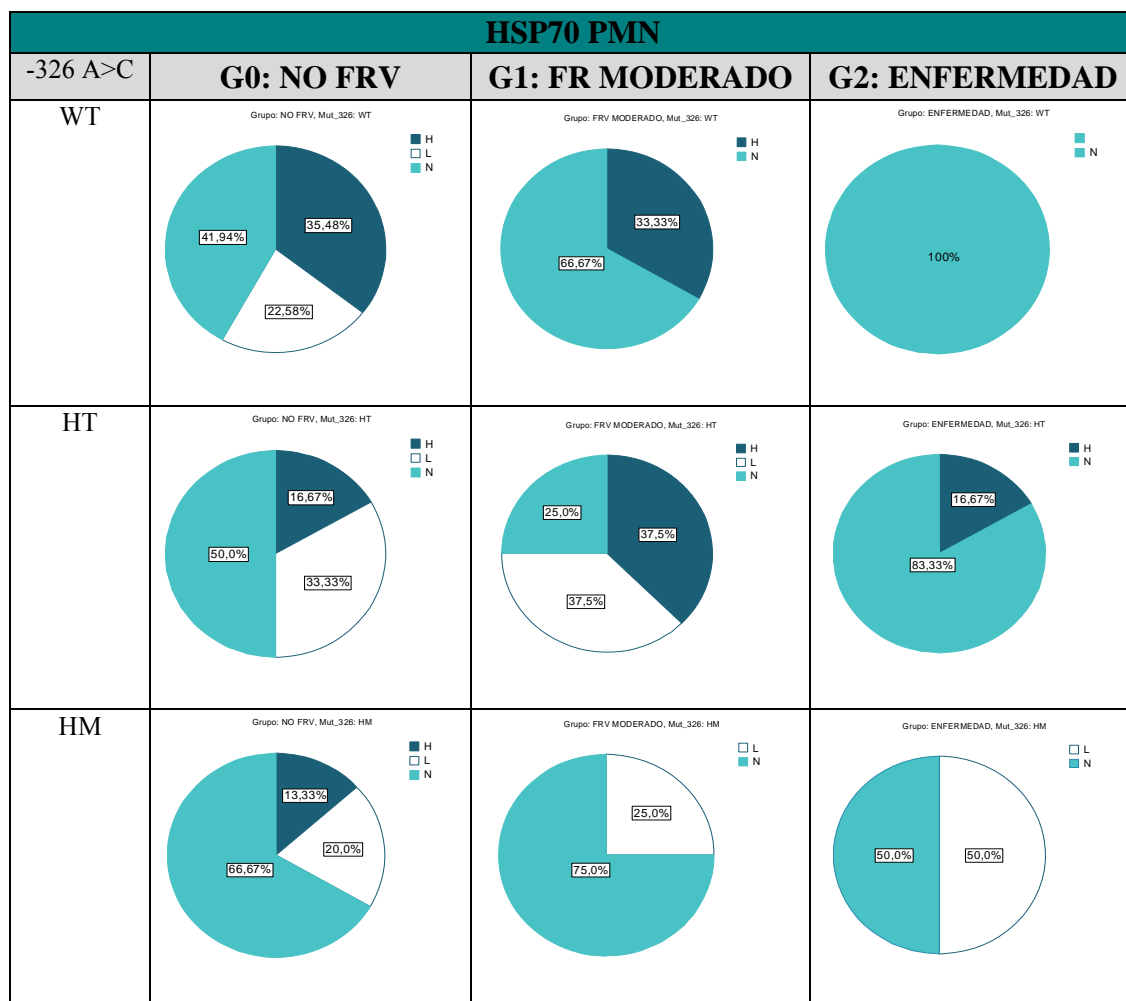 HSP70 PMN
-326 A>C
G0: NO FRV
G1: FR MODERADO
G2: ENFERMEDAD
WT
Grupo: NO FRV, Mut_326: WT
H
L
N
35,48%
41,94%
22,58%
Grupo: FRV MODERADO, Mut_326: WT
H
N
33,33%
66,67%
Grupo: ENFERMEDAD, Mut_326: WT
N
100%
HT
Grupo: NO FRV, Mut_326: HT
H
L
N
16,67%
50,0%
33,33%
Grupo: FRV MODERADO, Mut_326: HT
H
L
N
25,0%
37,5%
37,5%
Grupo: ENFERMEDAD, Mut_326: HT
H
N
16,67%
83,33%
HM
Grupo: NO FRV, Mut_326: HM
H
L
N
13,33%
20,0%
66,67%
Grupo: FRV MODERADO, Mut_326: HM
L
N
25,0%
75,0%
Grupo: ENFERMEDAD, Mut_326: HM
L
N
50,0%
50,0%